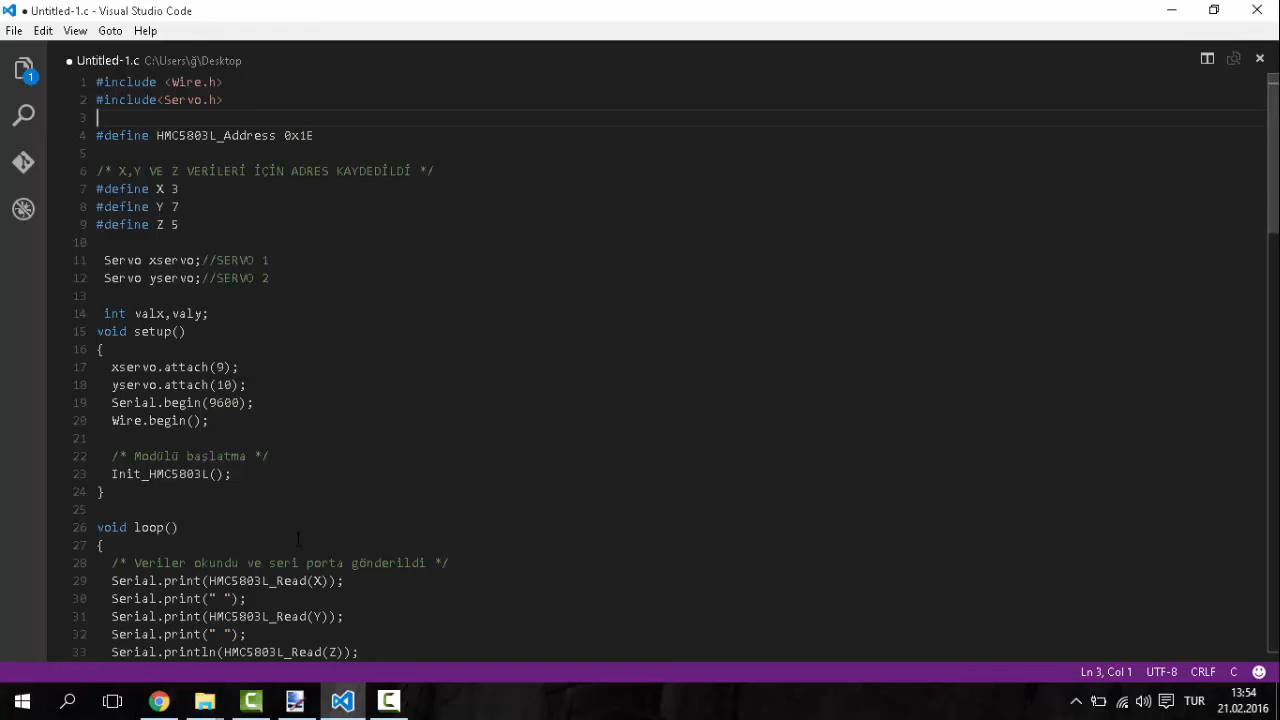 ● Untitled-1.c - Visual Studio Code
File Edit View Goto Help
● Untitled-1.c C:\Users\ğ\Desktop
1
1 #include <Wire.h>
2 #include<Servo.h>
3
4 #define HMC5803L_Address 0x1E
5
6 /* X,Y VE Z VERİLERİ İÇİN ADRES KAYDEDİLDİ */
7 #define X 3
8 #define Y 7
9 #define Z 5
10
11 Servo xservo;//SERVO 1
12 Servo yservo;//SERVO 2
13
14 int valx,valy;
15 void setup()
16 {
17 xservo.attach(9);
18 yservo.attach(10);
19 Serial.begin(9600);
20 Wire.begin();
21
22 /* Modülü başlatma */
23 Init_HMC5803L();
24 }
25
26 void loop()
27 {
28 /* Veriler okundu ve seri porta gönderildi */
29 Serial.print(HMC5803L_Read(X));
30 Serial.print(" ");
31 Serial.print(HMC5803L_Read(Y));
32 Serial.print(" ");
33 Serial.println(HMC5803L_Read(Z));
Ln 3, Col 1 UTF-8 CRLF C
TUR
13:54
21.02.2016